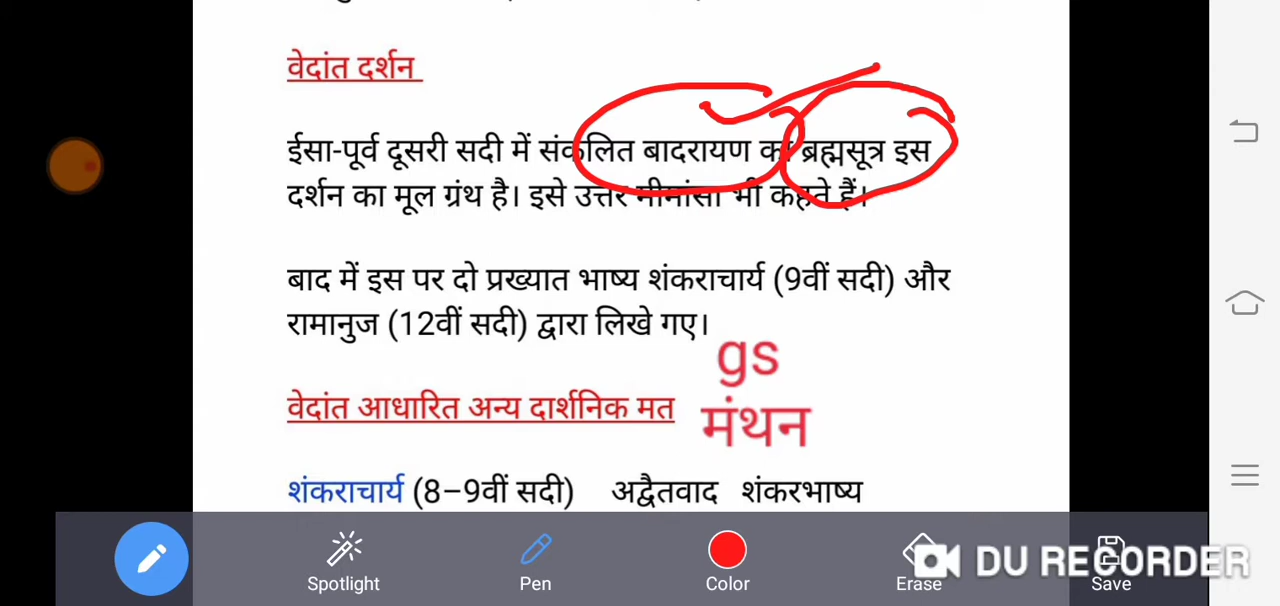 वेदांत दर्शन
ईसा-पूर्व दूसरी सदी में संकलित बादरायण का ब्रह्मसूत्र इस
दर्शन का मूल ग्रंथ है। इसे उत्तर मीमांसा भी कहते हैं।
बाद में इस पर दो प्रख्यात भाष्य शंकराचार्य (9वीं सदी) और
रामानुज (12वीं सदी) द्वारा लिखे गए।
gs
मंथन
वेदांत आधारित अन्य दार्शनिक मत
शंकराचार्य (8–9वीं सदी) अद्वैतवाद शंकरभाष्य
Spotlight Pen Color Erase Save
DU RECORDER